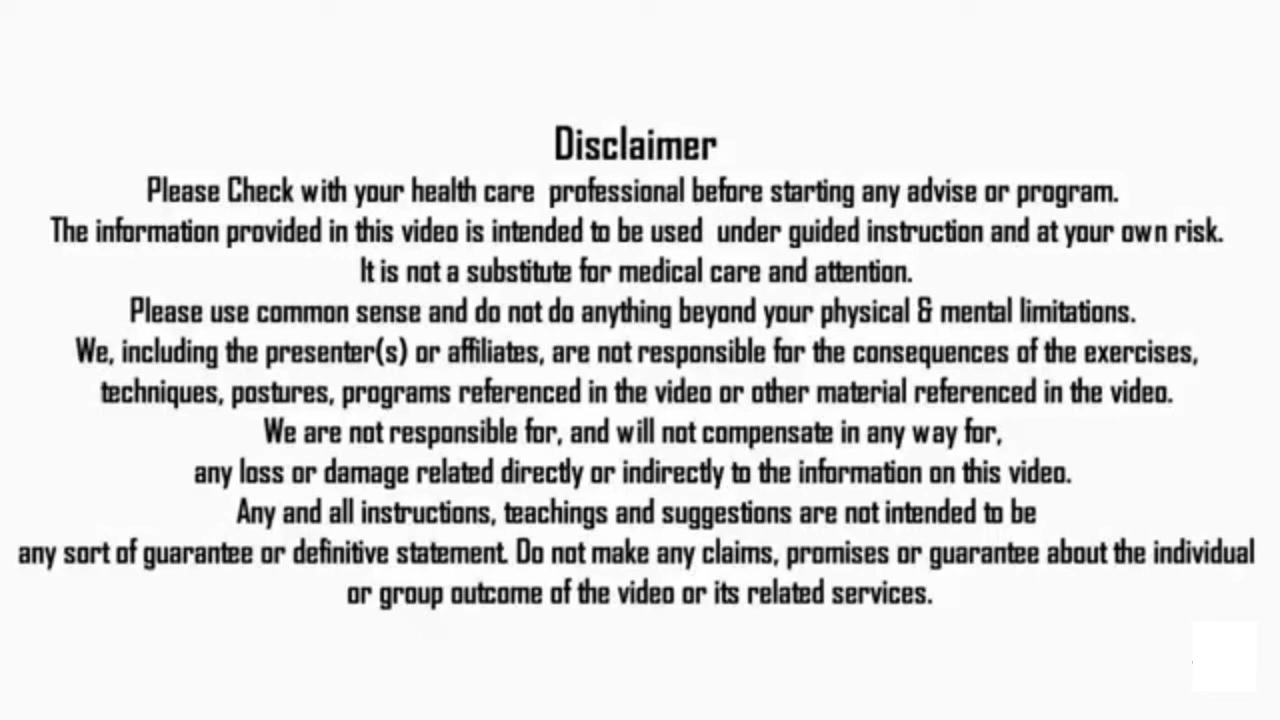 Disclaimer
Please Check with your health care professional before starting any advise or program.
The information provided in this video is intended to be used under guided instruction and at your own risk.
It is not a substitute for medical care and attention.
Please use common sense and do not do anything beyond your physical & mental limitations.
We, including the presenter(s) or affiliates, are not responsible for the consequences of the exercises,
techniques, postures, programs referenced in the video or other material referenced in the video.
We are not responsible for, and will not compensate in any way for,
any loss or damage related directly or indirectly to the information on this video.
Any and all instructions, teachings and suggestions are not intended to be
any sort of guarantee or definitive statement. Do not make any claims, promises or guarantee about the individual
or group outcome of the video or its related services.